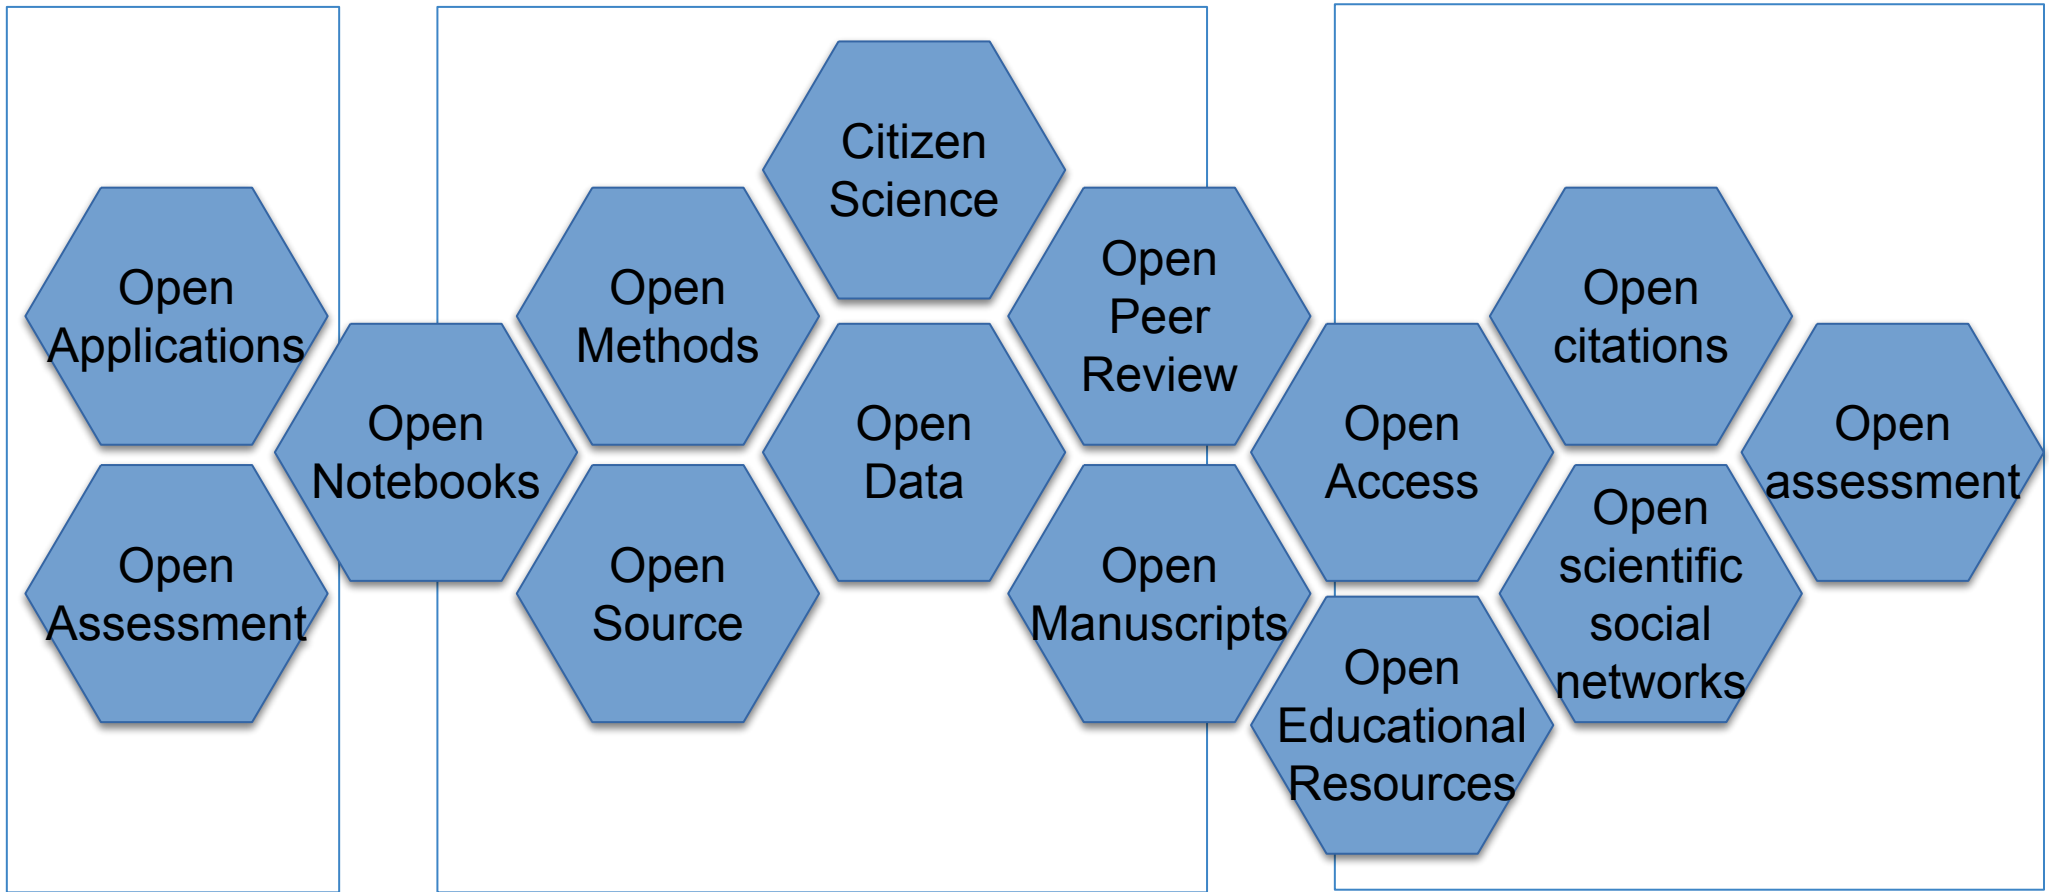 Open
Applications
Open
Assessment
Open
Notebooks
Open
Methods
Open
Source
Citizen
Science
Open
Data
Open
Peer
Review
Open
Manuscripts
Open
Access
Open
Educational
Resources
Open
citations
Open
scientific
social
networks
Open
assessment